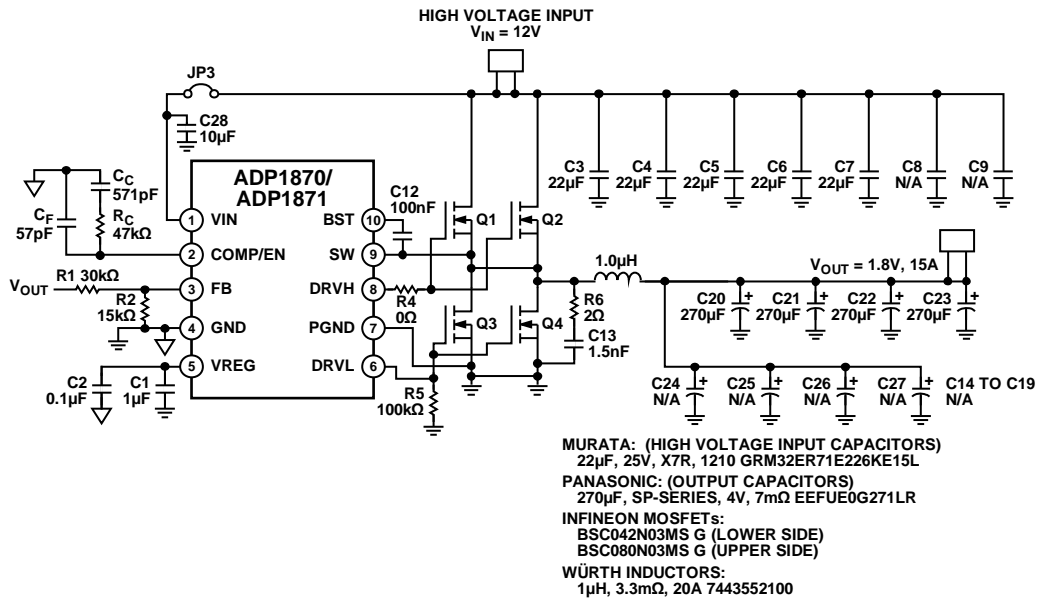 HIGH VOLTAGE INPUT
VIN = 12V
JP3
C28
10µF
C3
22µF
C4
22µF
C5
22µF
C6
22µF
C7
22µF
C8
N/A
C9
N/A
CC
571pF
CF
57pF
RC
47kΩ
ADP1870/
ADP1871
1 VIN
2 COMP/EN
3 FB
4 GND
5 VREG
BST 10
SW 9
DRVH 8
PGND 7
DRVL 6
C12
100nF
Q1
Q2
Q3
Q4
VOUT
R1 30kΩ
R2
15kΩ
C2
0.1µF
C1
1µF
R4
0Ω
R5
100kΩ
1.0µH
R6
2Ω
C13
1.5nF
VOUT = 1.8V, 15A
C20
270µF
C21
270µF
C22
270µF
C23
270µF
C24
N/A
C25
N/A
C26
N/A
C27
N/A
C14 TO C19
N/A
MURATA: (HIGH VOLTAGE INPUT CAPACITORS)
22µF, 25V, X7R, 1210 GRM32ER71E226KE15L
PANASONIC: (OUTPUT CAPACITORS)
270µF, SP-SERIES, 4V, 7mΩ EEFUE0G271LR
INFINEON MOSFETs:
BSC042N03MS G (LOWER SIDE)
BSC080N03MS G (UPPER SIDE)
WÜRTH INDUCTORS:
1µH, 3.3mΩ, 20A 7443552100